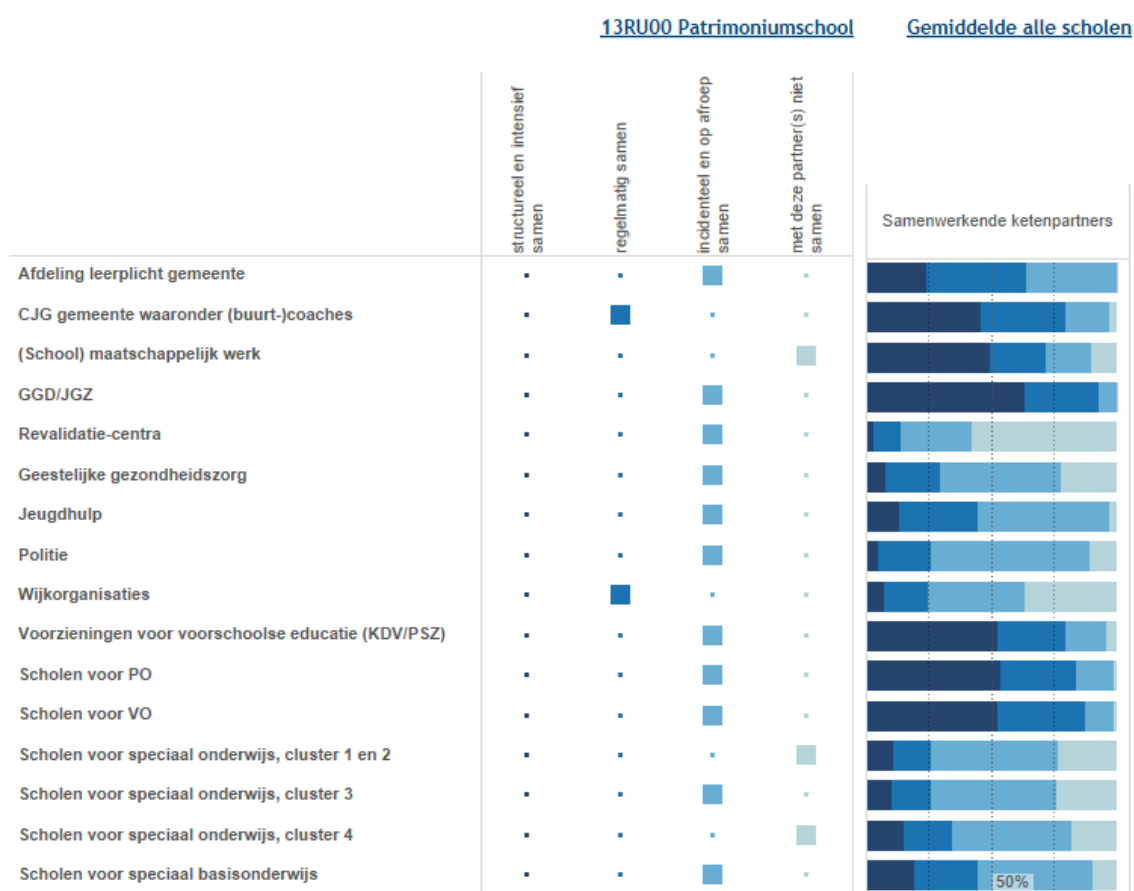 13RU00 Patrimoniumschool
Gemiddelde alle scholen
structureel en intensief
samen
regelmatig samen
incidenteel en op afroep
samen
met deze partner(s) niet
samen
Samenwerkende ketenpartners
Afdeling leerplicht gemeente
CJG gemeente waaronder (buurt-)coaches
(School) maatschappelijk werk
GGD/JGZ
Revalidatie-centra
Geestelijke gezondheidszorg
Jeugdhulp
Politie
Wijkorganisaties
Voorzieningen voor voorschoolse educatie (KDV/PSZ)
Scholen voor PO
Scholen voor VO
Scholen voor speciaal onderwijs, cluster 1 en 2
Scholen voor speciaal onderwijs, cluster 3
Scholen voor speciaal onderwijs, cluster 4
Scholen voor speciaal basisonderwijs
50%